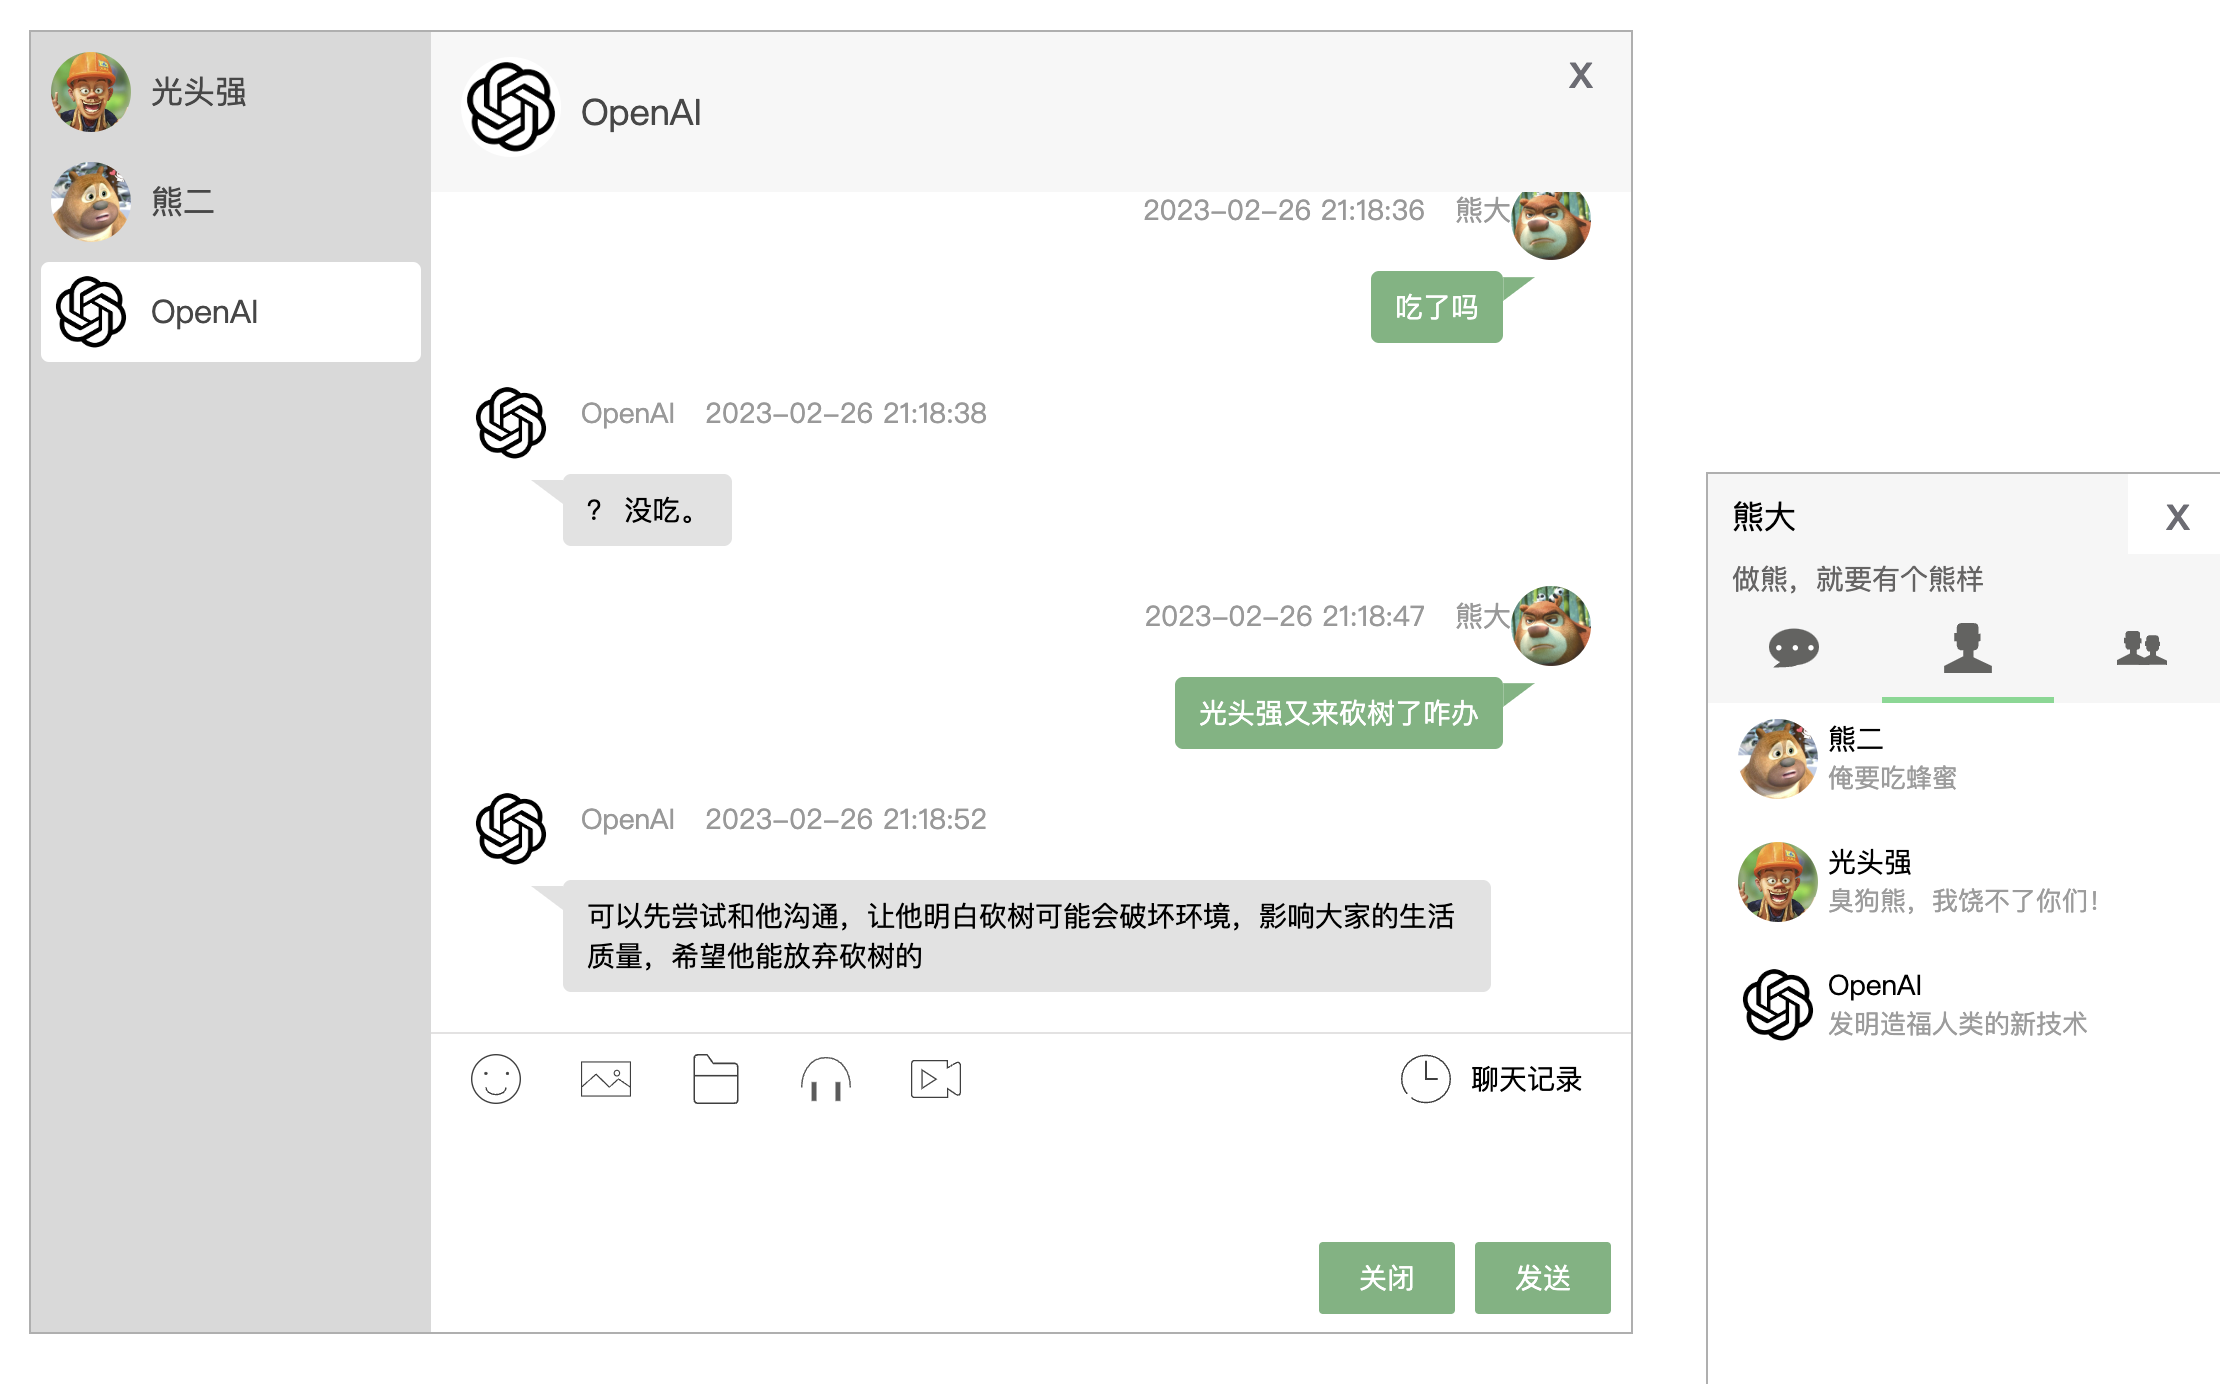 光头强
熊二
OpenAI
OpenAI
X
2023-02-26 21:18:36 熊大
吃了吗
OpenAI 2023-02-26 21:18:38
？ 没吃。
2023-02-26 21:18:47 熊大
光头强又来砍树了咋办
OpenAI 2023-02-26 21:18:52
可以先尝试和他沟通，让他明白砍树可能会破坏环境，影响大家的生活
质量，希望他能放弃砍树的
聊天记录
关闭
发送
熊大
X
做熊，就要有个熊样
熊二
俺要吃蜂蜜
光头强
臭狗熊，我饶不了你们！
OpenAI
发明造福人类的新技术